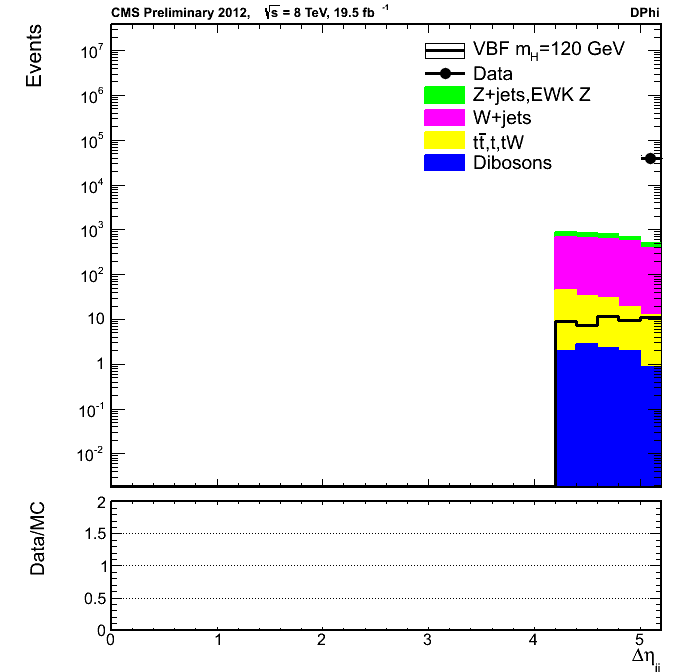 CMS Preliminary 2012, √s = 8 TeV, 19.5 fb⁻¹ DPhi
Events
10⁷
10⁶
10⁵
10⁴
10³
10²
10
1
10⁻¹
10⁻²
VBF m_H=120 GeV
Data
Z+jets,EWK Z
W+jets
tt̅,t,tW
Dibosons
Data/MC
2
1.5
1
0.5
0
0 1 2 3 4 5
Δη_jj